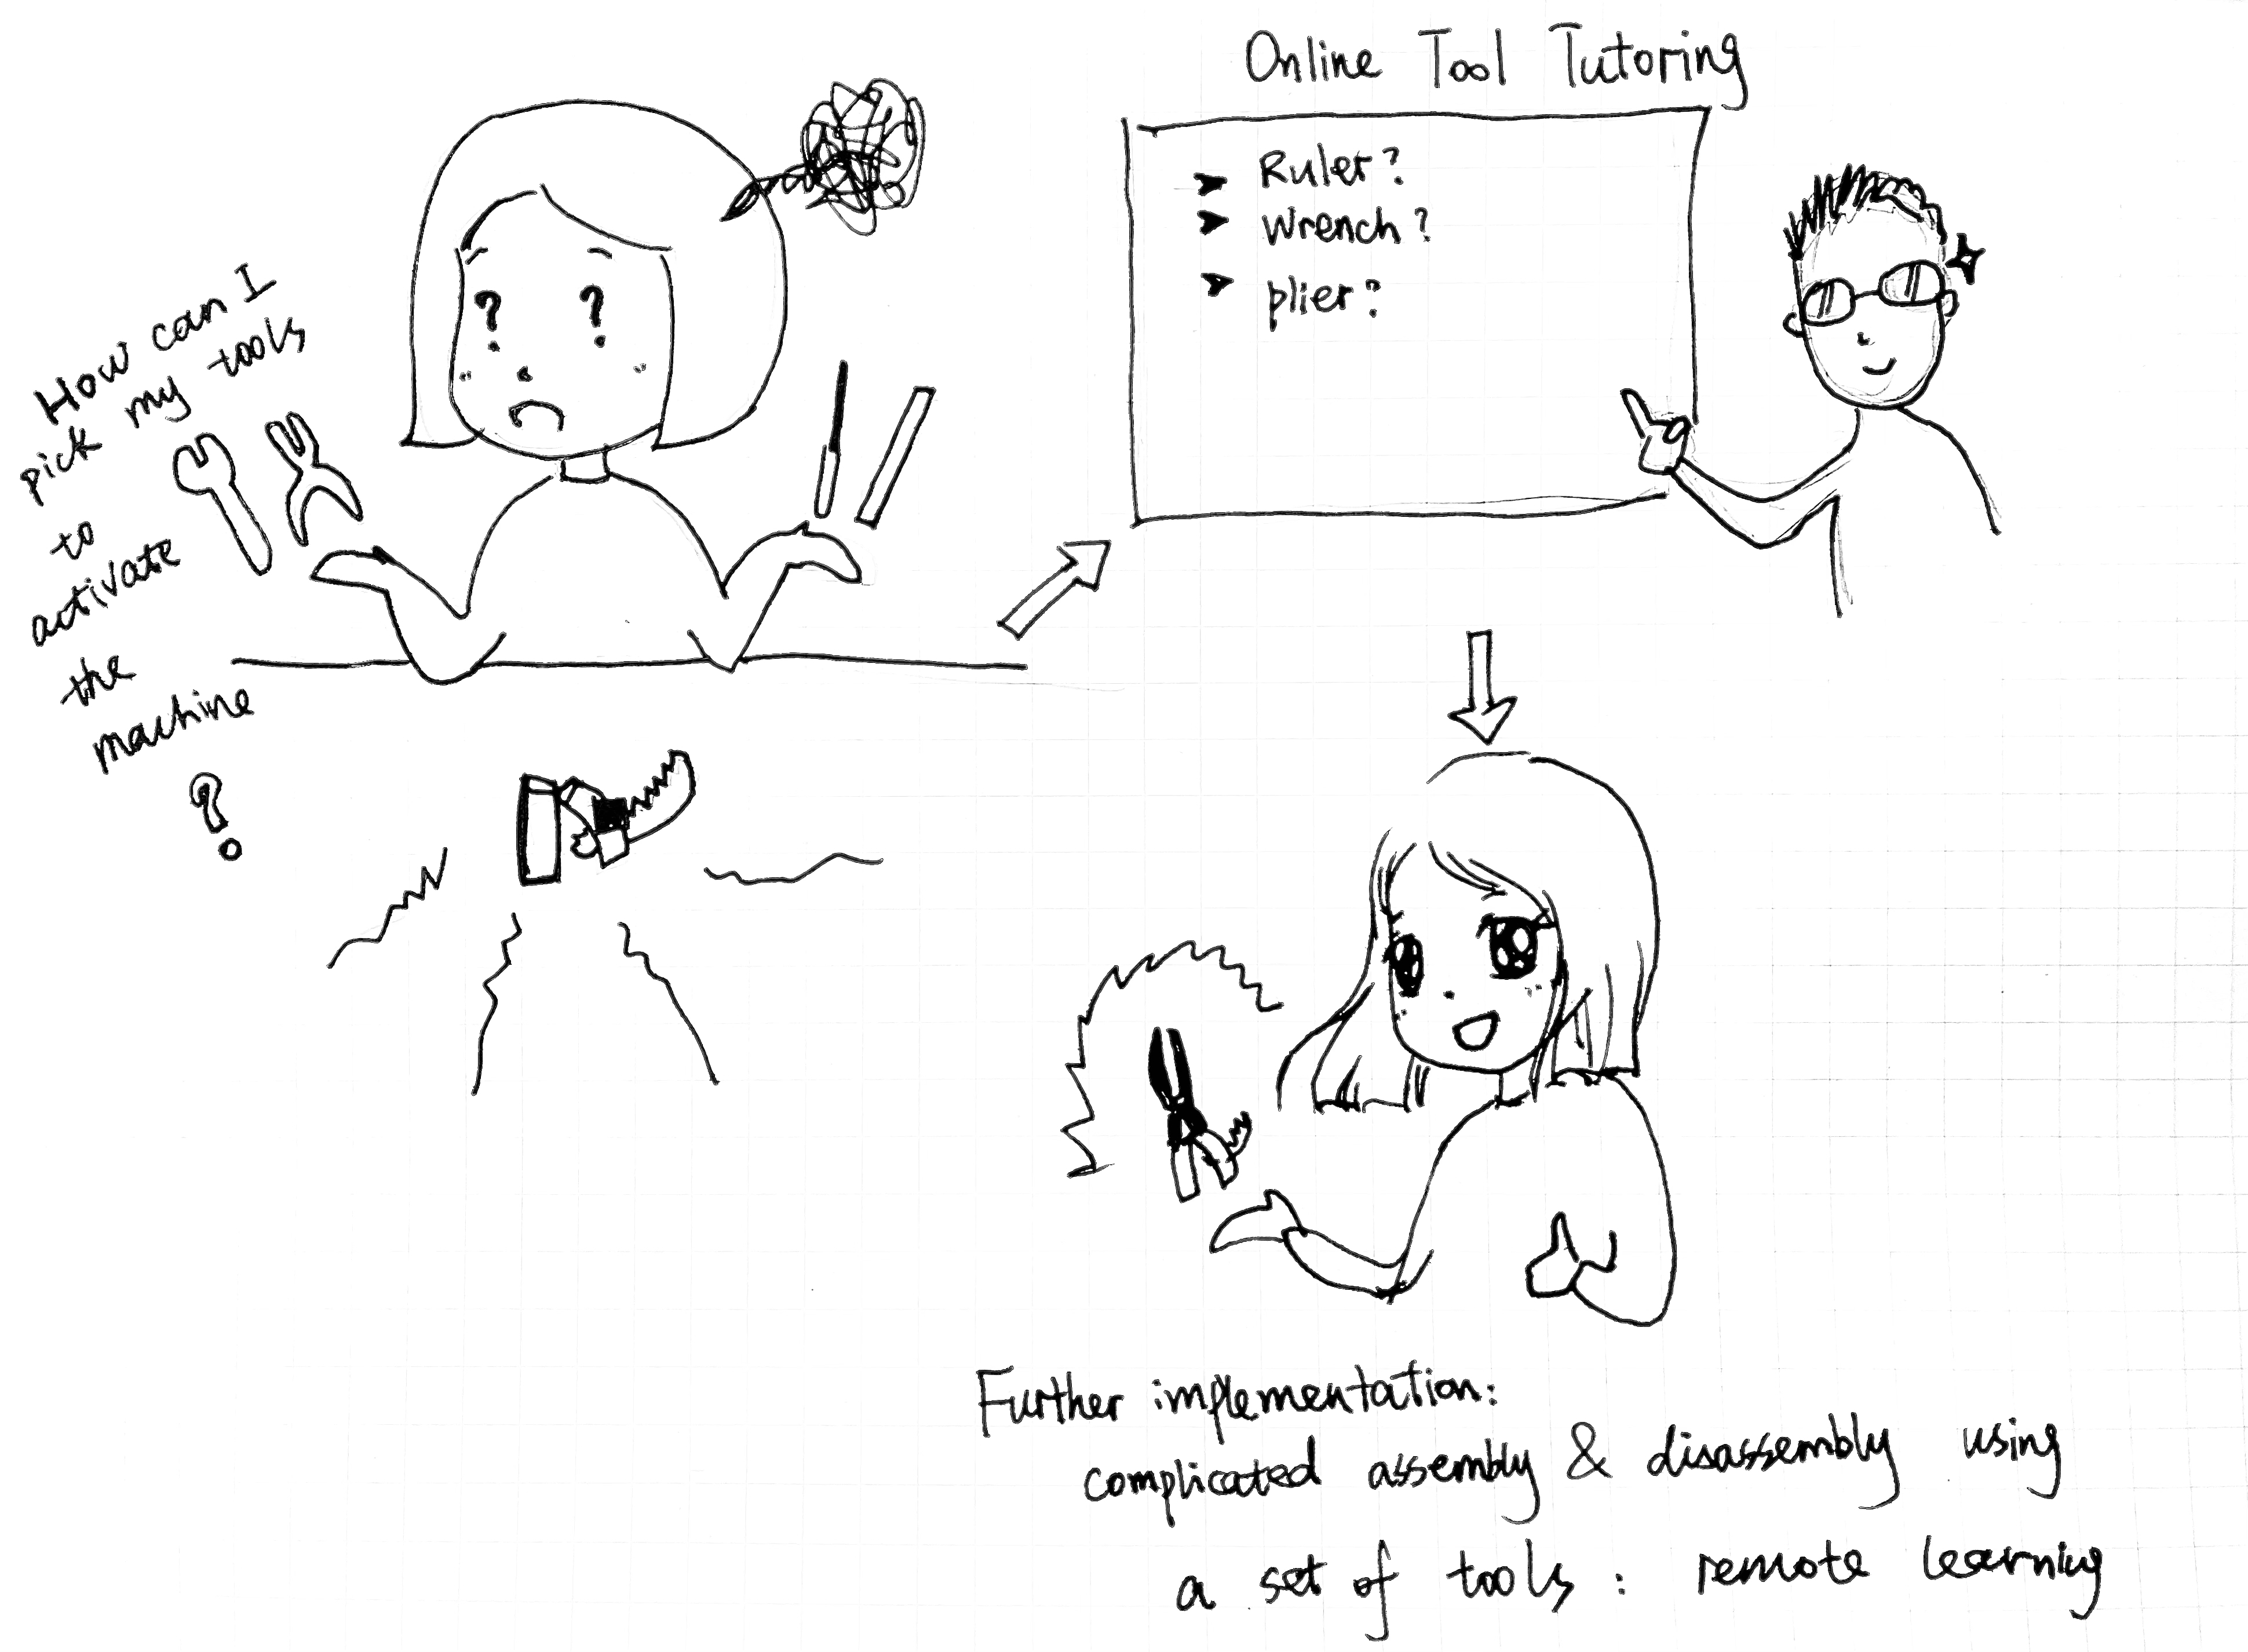 How can I
pick my tools
to
activate
the
machine
?
Online Tool Tutoring
➤ Ruler?
➤ Wrench?
➤ plier?
? ?
Further implementation:
complicated assembly & disassembly using
a set of tools : remote learning